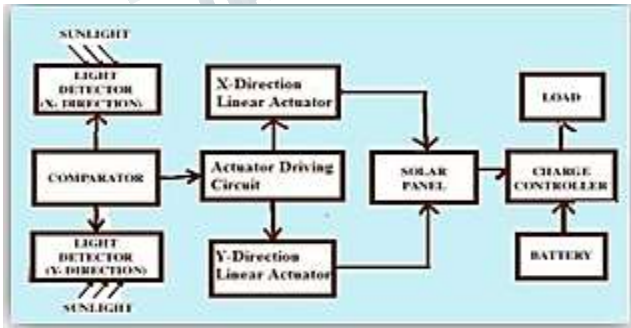 SUNLIGHT
LIGHT
DETECTOR
(X- DIRECTION)
COMPARATOR
LIGHT
DETECTOR
(Y- DIRECTION)
SUNLIGHT
X-Direction
Linear Actuator
Actuator Driving
Circuit
Y-Direction
Linear Actuator
SOLAR
PANEL
LOAD
CHARGE
CONTROLLER
BATTERY